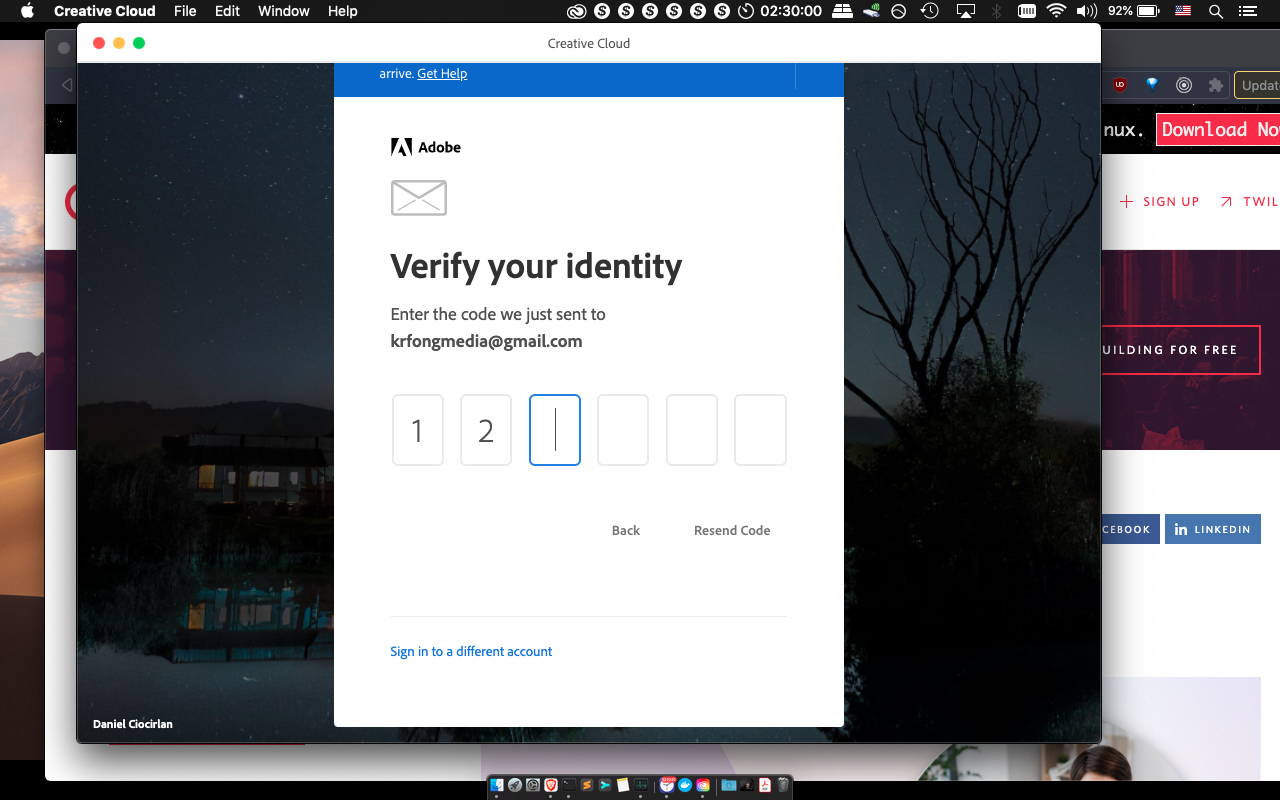 Creative Cloud File Edit Window Help 02:30:00 92%
Creative Cloud
arrive. Get Help
Adobe
Verify your identity
Enter the code we just sent to
krfongmedia@gmail.com
1 2
Back Resend Code
Sign in to a different account
Daniel Ciocirlan
Updat
nux. Download No
SIGN UP TWIL
UILDING FOR FREE
CEBOOK in LINKEDIN